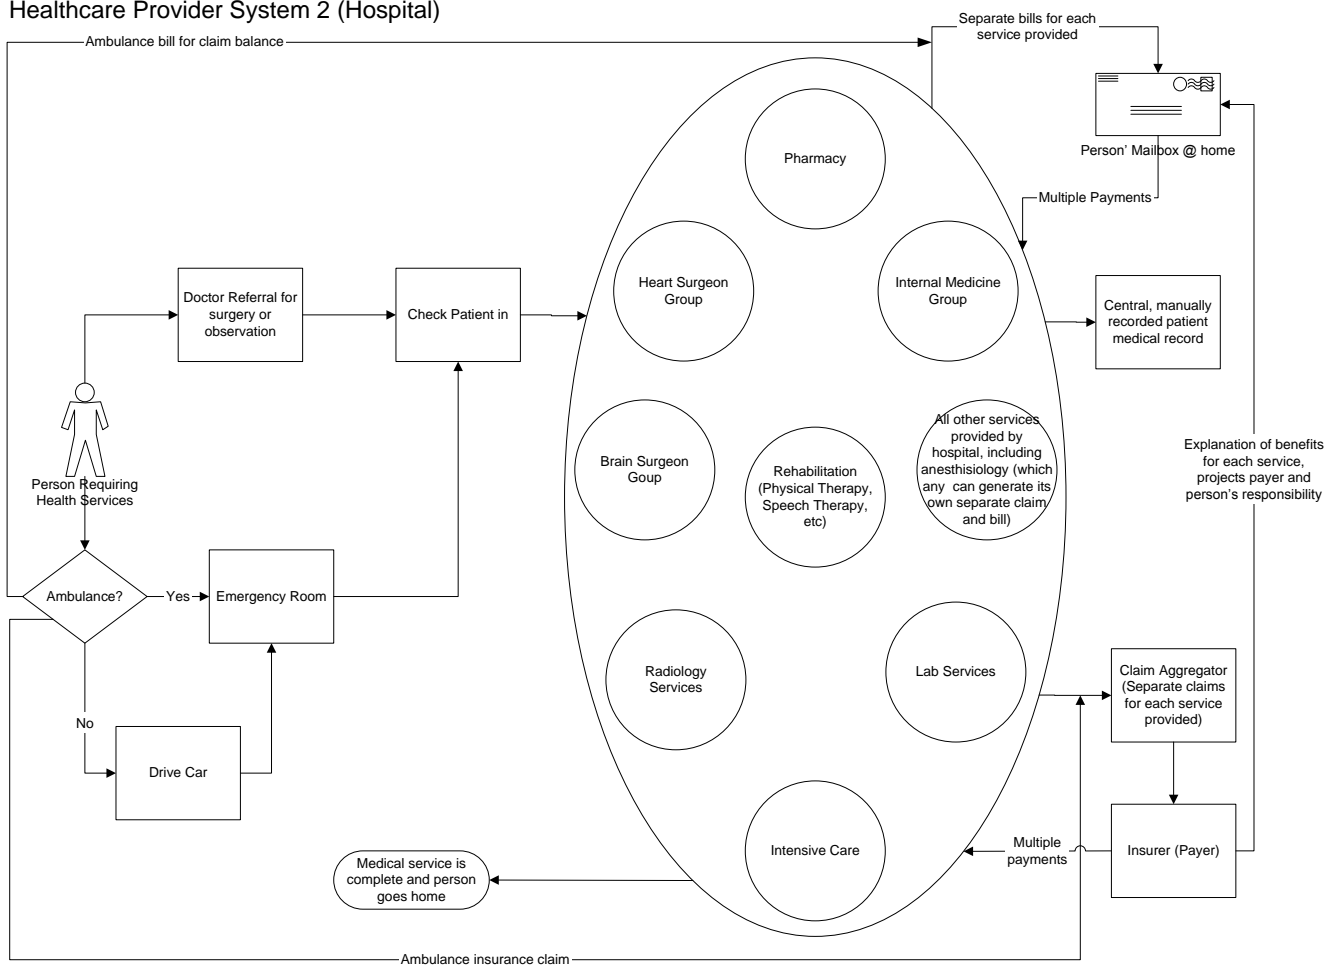 Healthcare Provider System 2 (Hospital)
Separate bills for each
service provided
Ambulance bill for claim balance
Person' Mailbox @ home
Pharmacy
Multiple Payments
Heart Surgeon
Group
Internal Medicine
Group
Doctor Referral for
surgery or
observation
Check Patient in
Central, manually
recorded patient
medical record
Person Requiring
Health Services
Brain Surgeon
Goup
Rehabilitation
(Physical Therapy,
Speech Therapy,
etc)
All other services
provided by
hospital, including
anesthisiology (which
any can generate its
own separate claim
and bill)
Explanation of benefits
for each service,
projects payer and
person's responsibility
Ambulance?
Yes
Emergency Room
No
Drive Car
Radiology
Services
Lab Services
Claim Aggregator
(Separate claims
for each service
provided)
Intensive Care
Multiple
payments
Insurer (Payer)
Medical service is
complete and person
goes home
Ambulance insurance claim